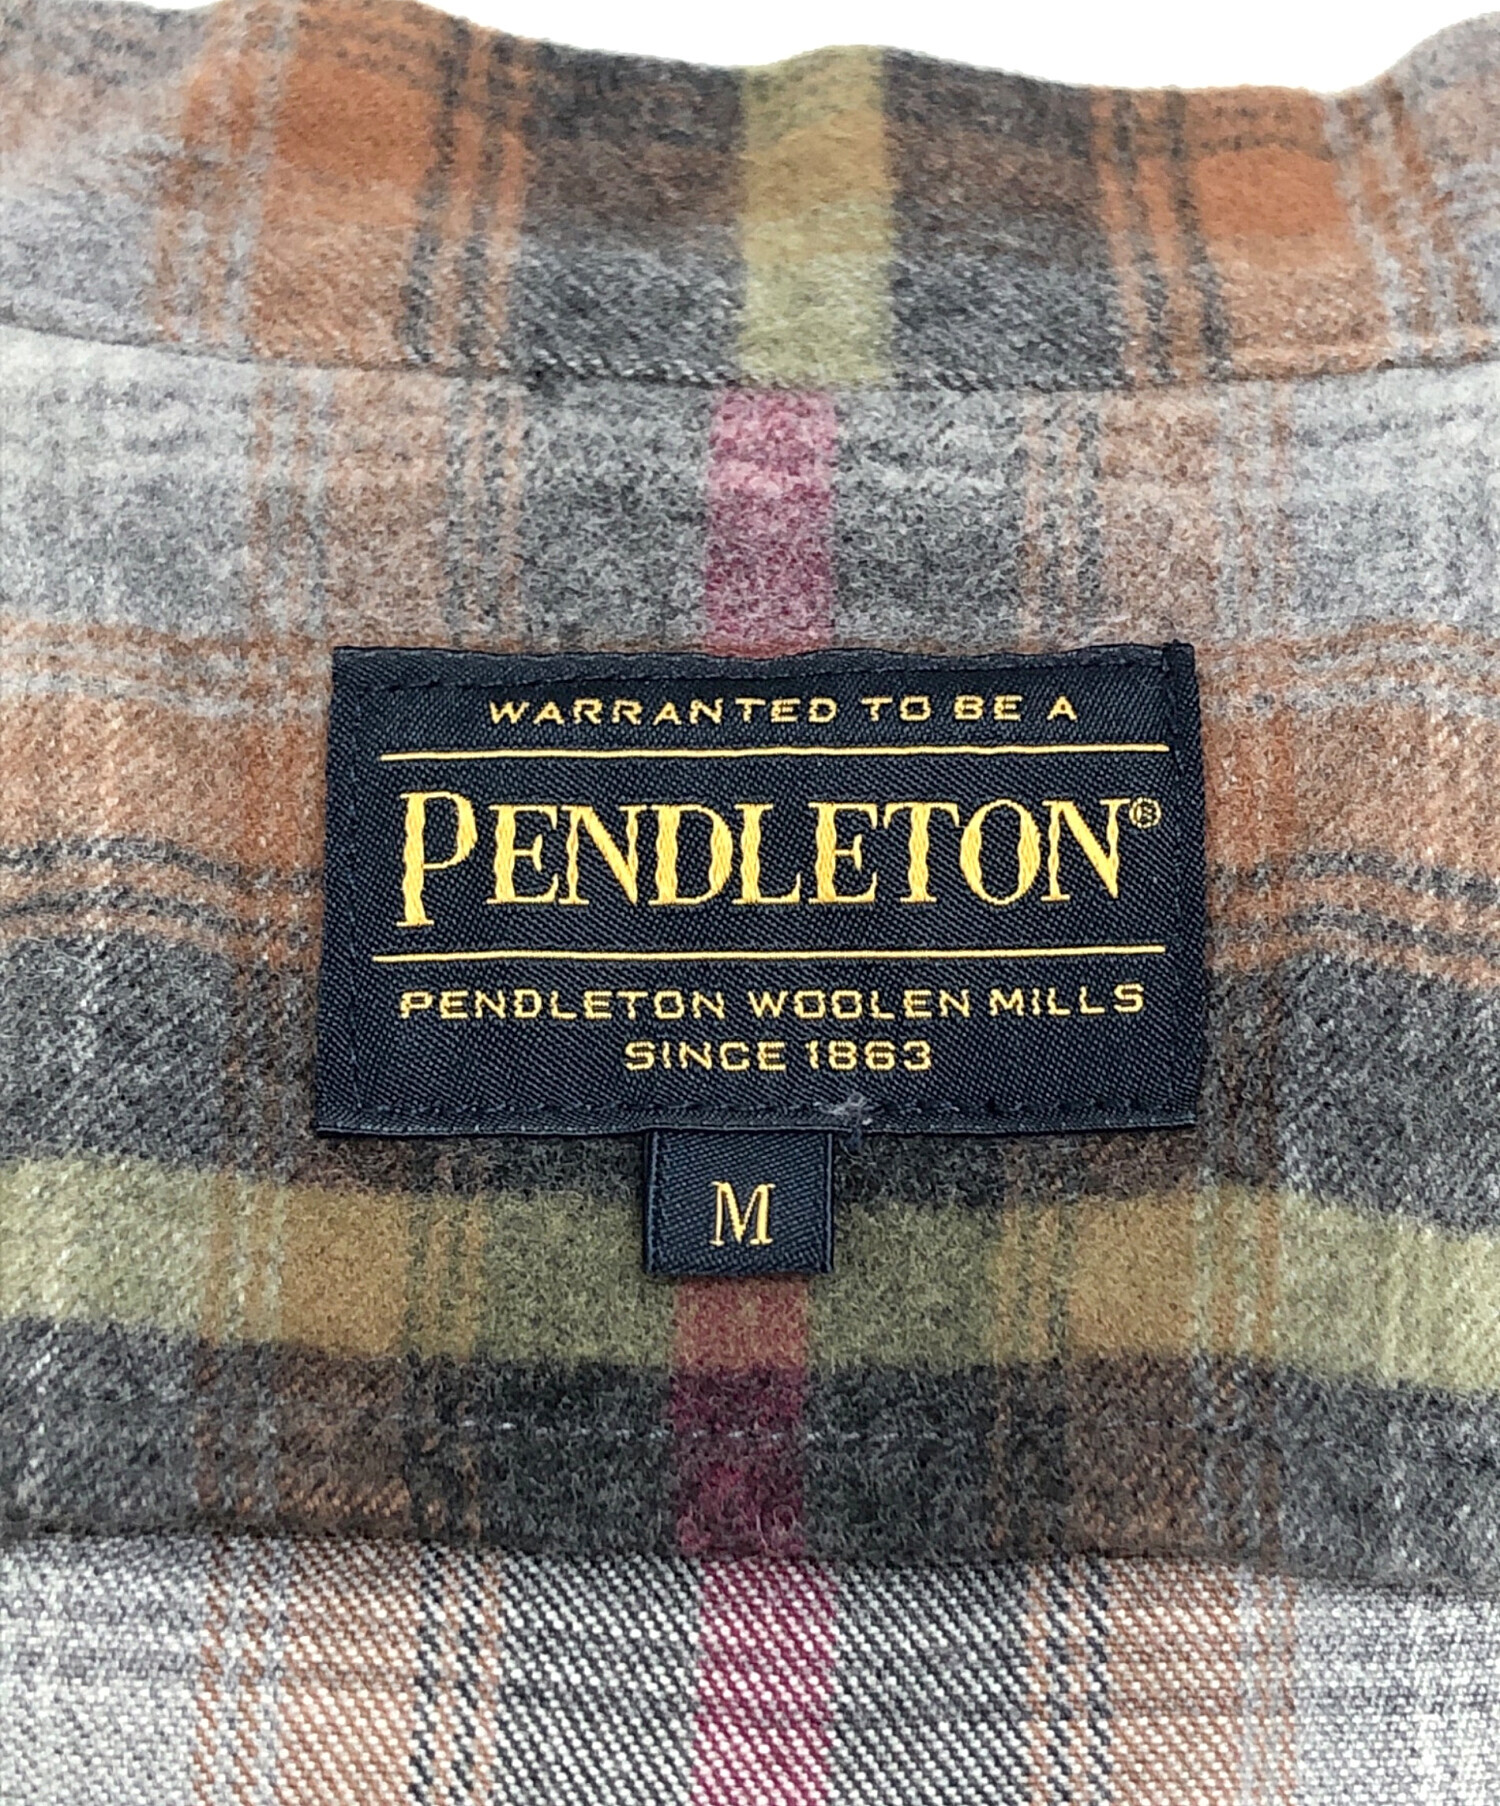 WARRANTED TO BE A
PENDLETON®
PENDLETON WOOLEN MILLS
SINCE 1863
M